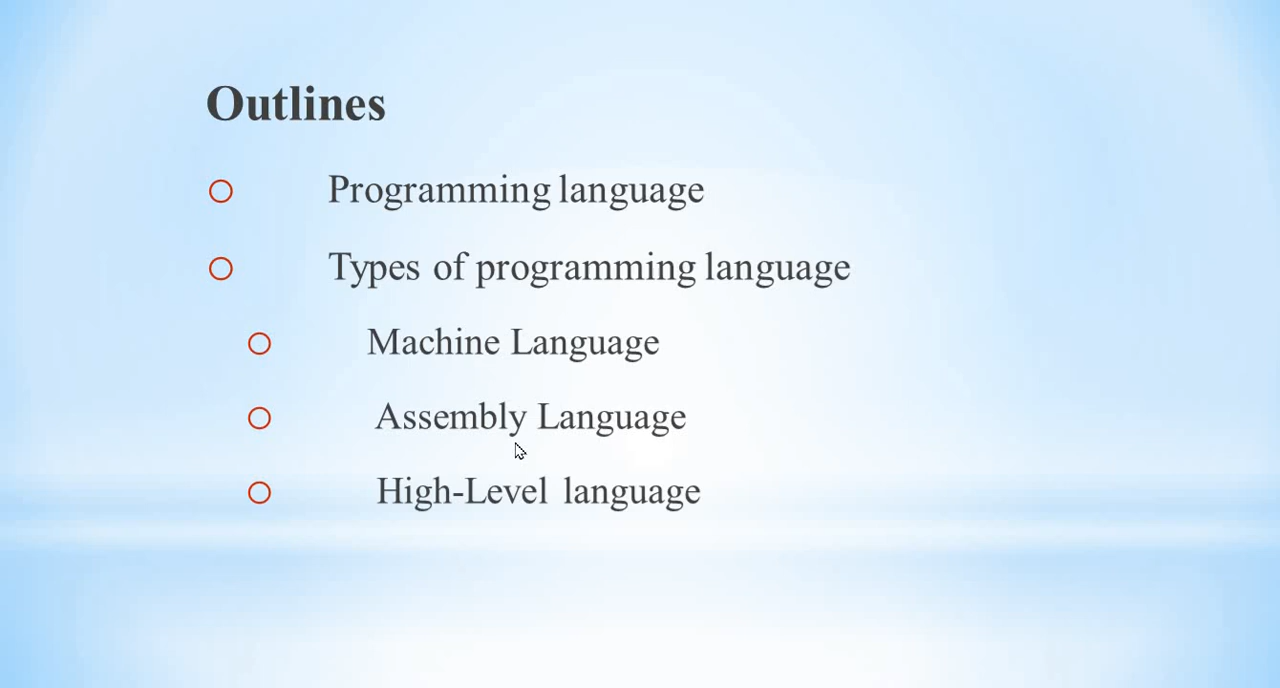 Outlines
Programming language
Types of programming language
Machine Language
Assembly Language
High-Level language